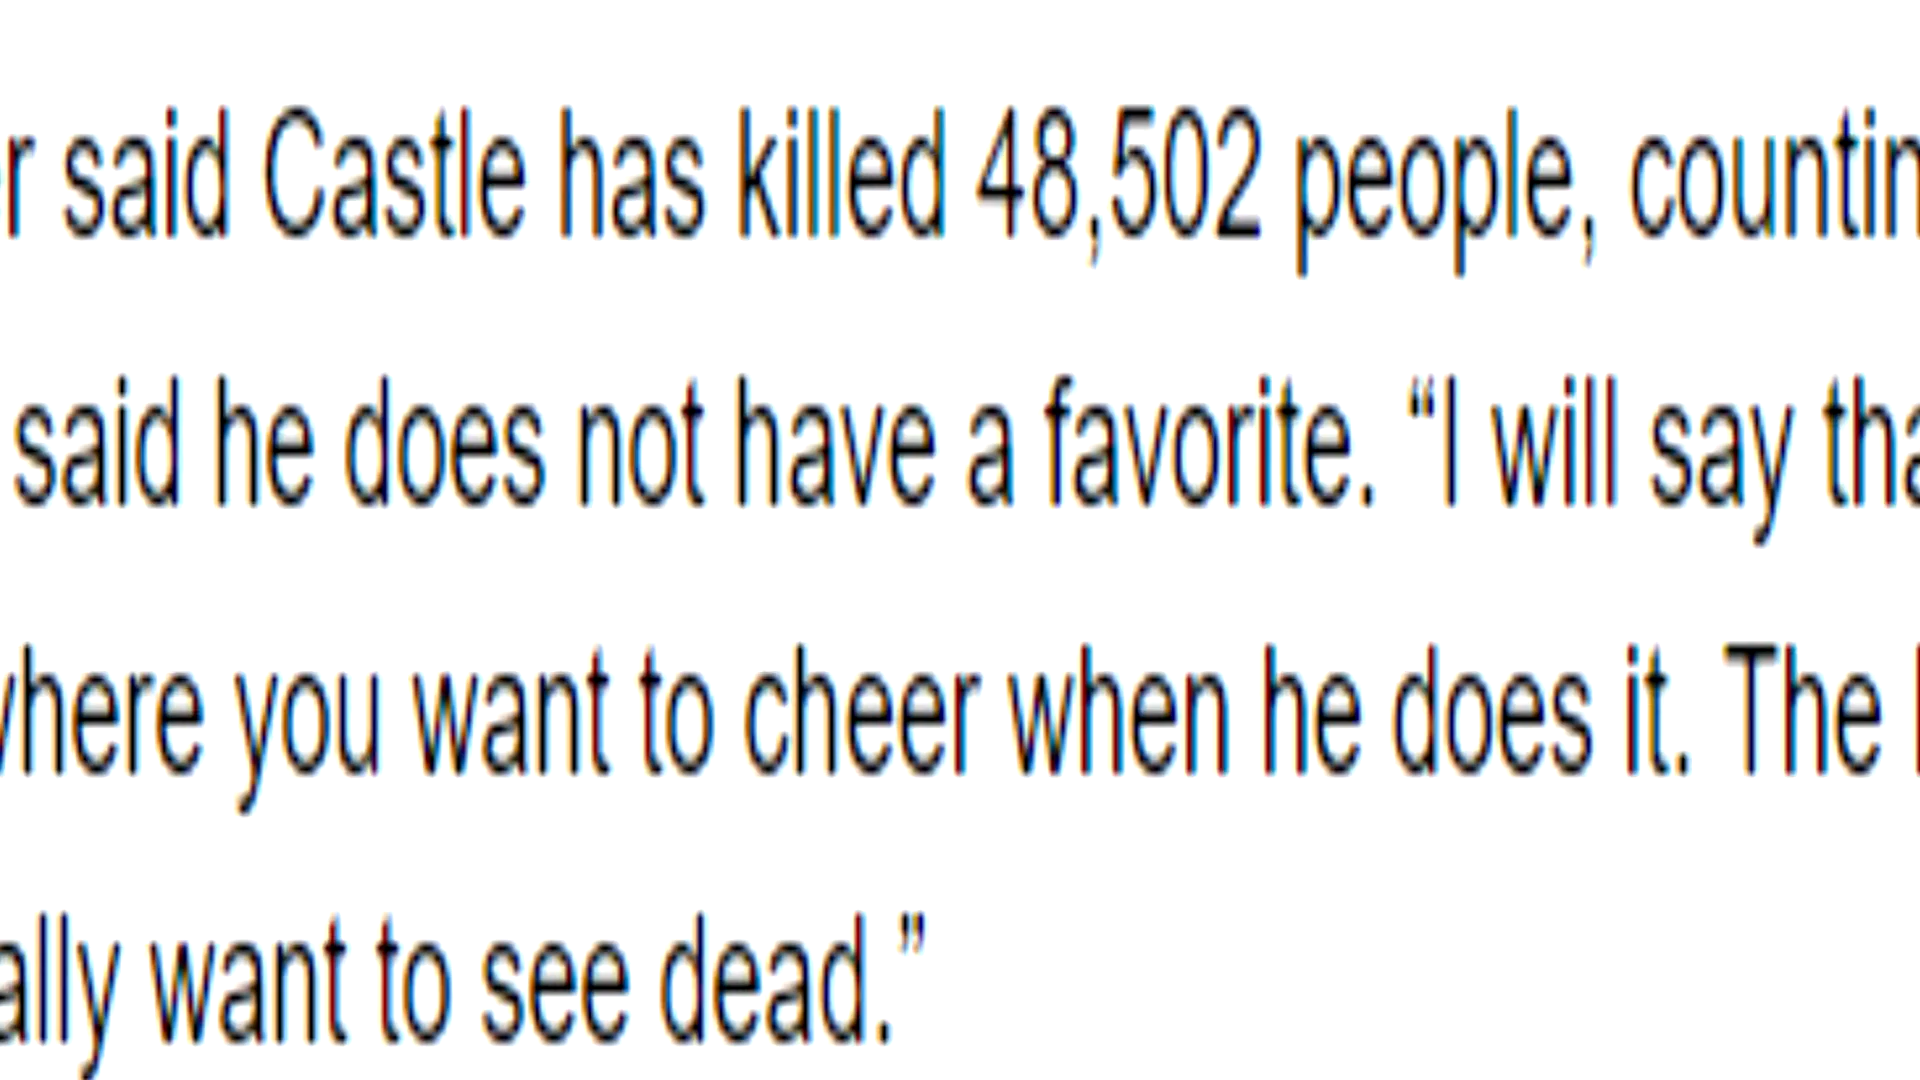 r said Castle has killed 48,502 people, countin
said he does not have a favorite. “I will say tha
where you want to cheer when he does it. The
ally want to see dead.”